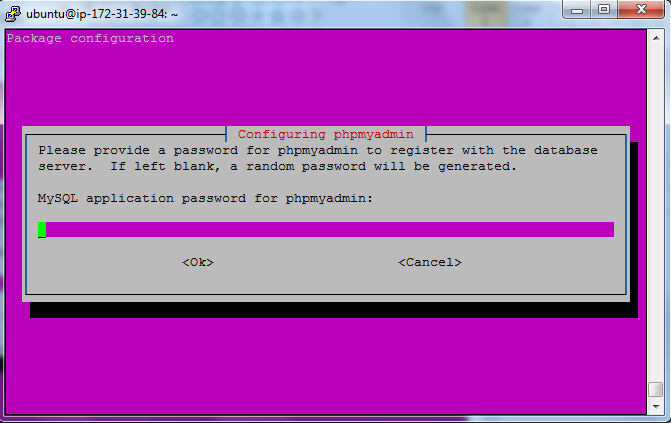 ubuntu@ip-172-31-39-84: ~
Package configuration
Configuring phpmyadmin
Please provide a password for phpmyadmin to register with the database
server.  If left blank, a random password will be generated.
MySQL application password for phpmyadmin:
<Ok> <Cancel>